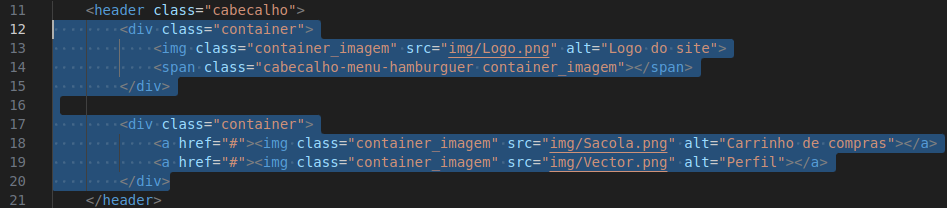 11 <header class="cabecalho">
12 <div class="container">
13 <img class="container_imagem" src="img/Logo.png" alt="Logo do site">
14 <span class="cabecalho-menu-hamburguer container_imagem"></span>
15 </div>
16
17 <div class="container">
18 <a href="#"><img class="container_imagem" src="img/Sacola.png" alt="Carrinho de compras"></a>
19 <a href="#"><img class="container_imagem" src="img/Vector.png" alt="Perfil"></a>
20 </div>
21 </header>